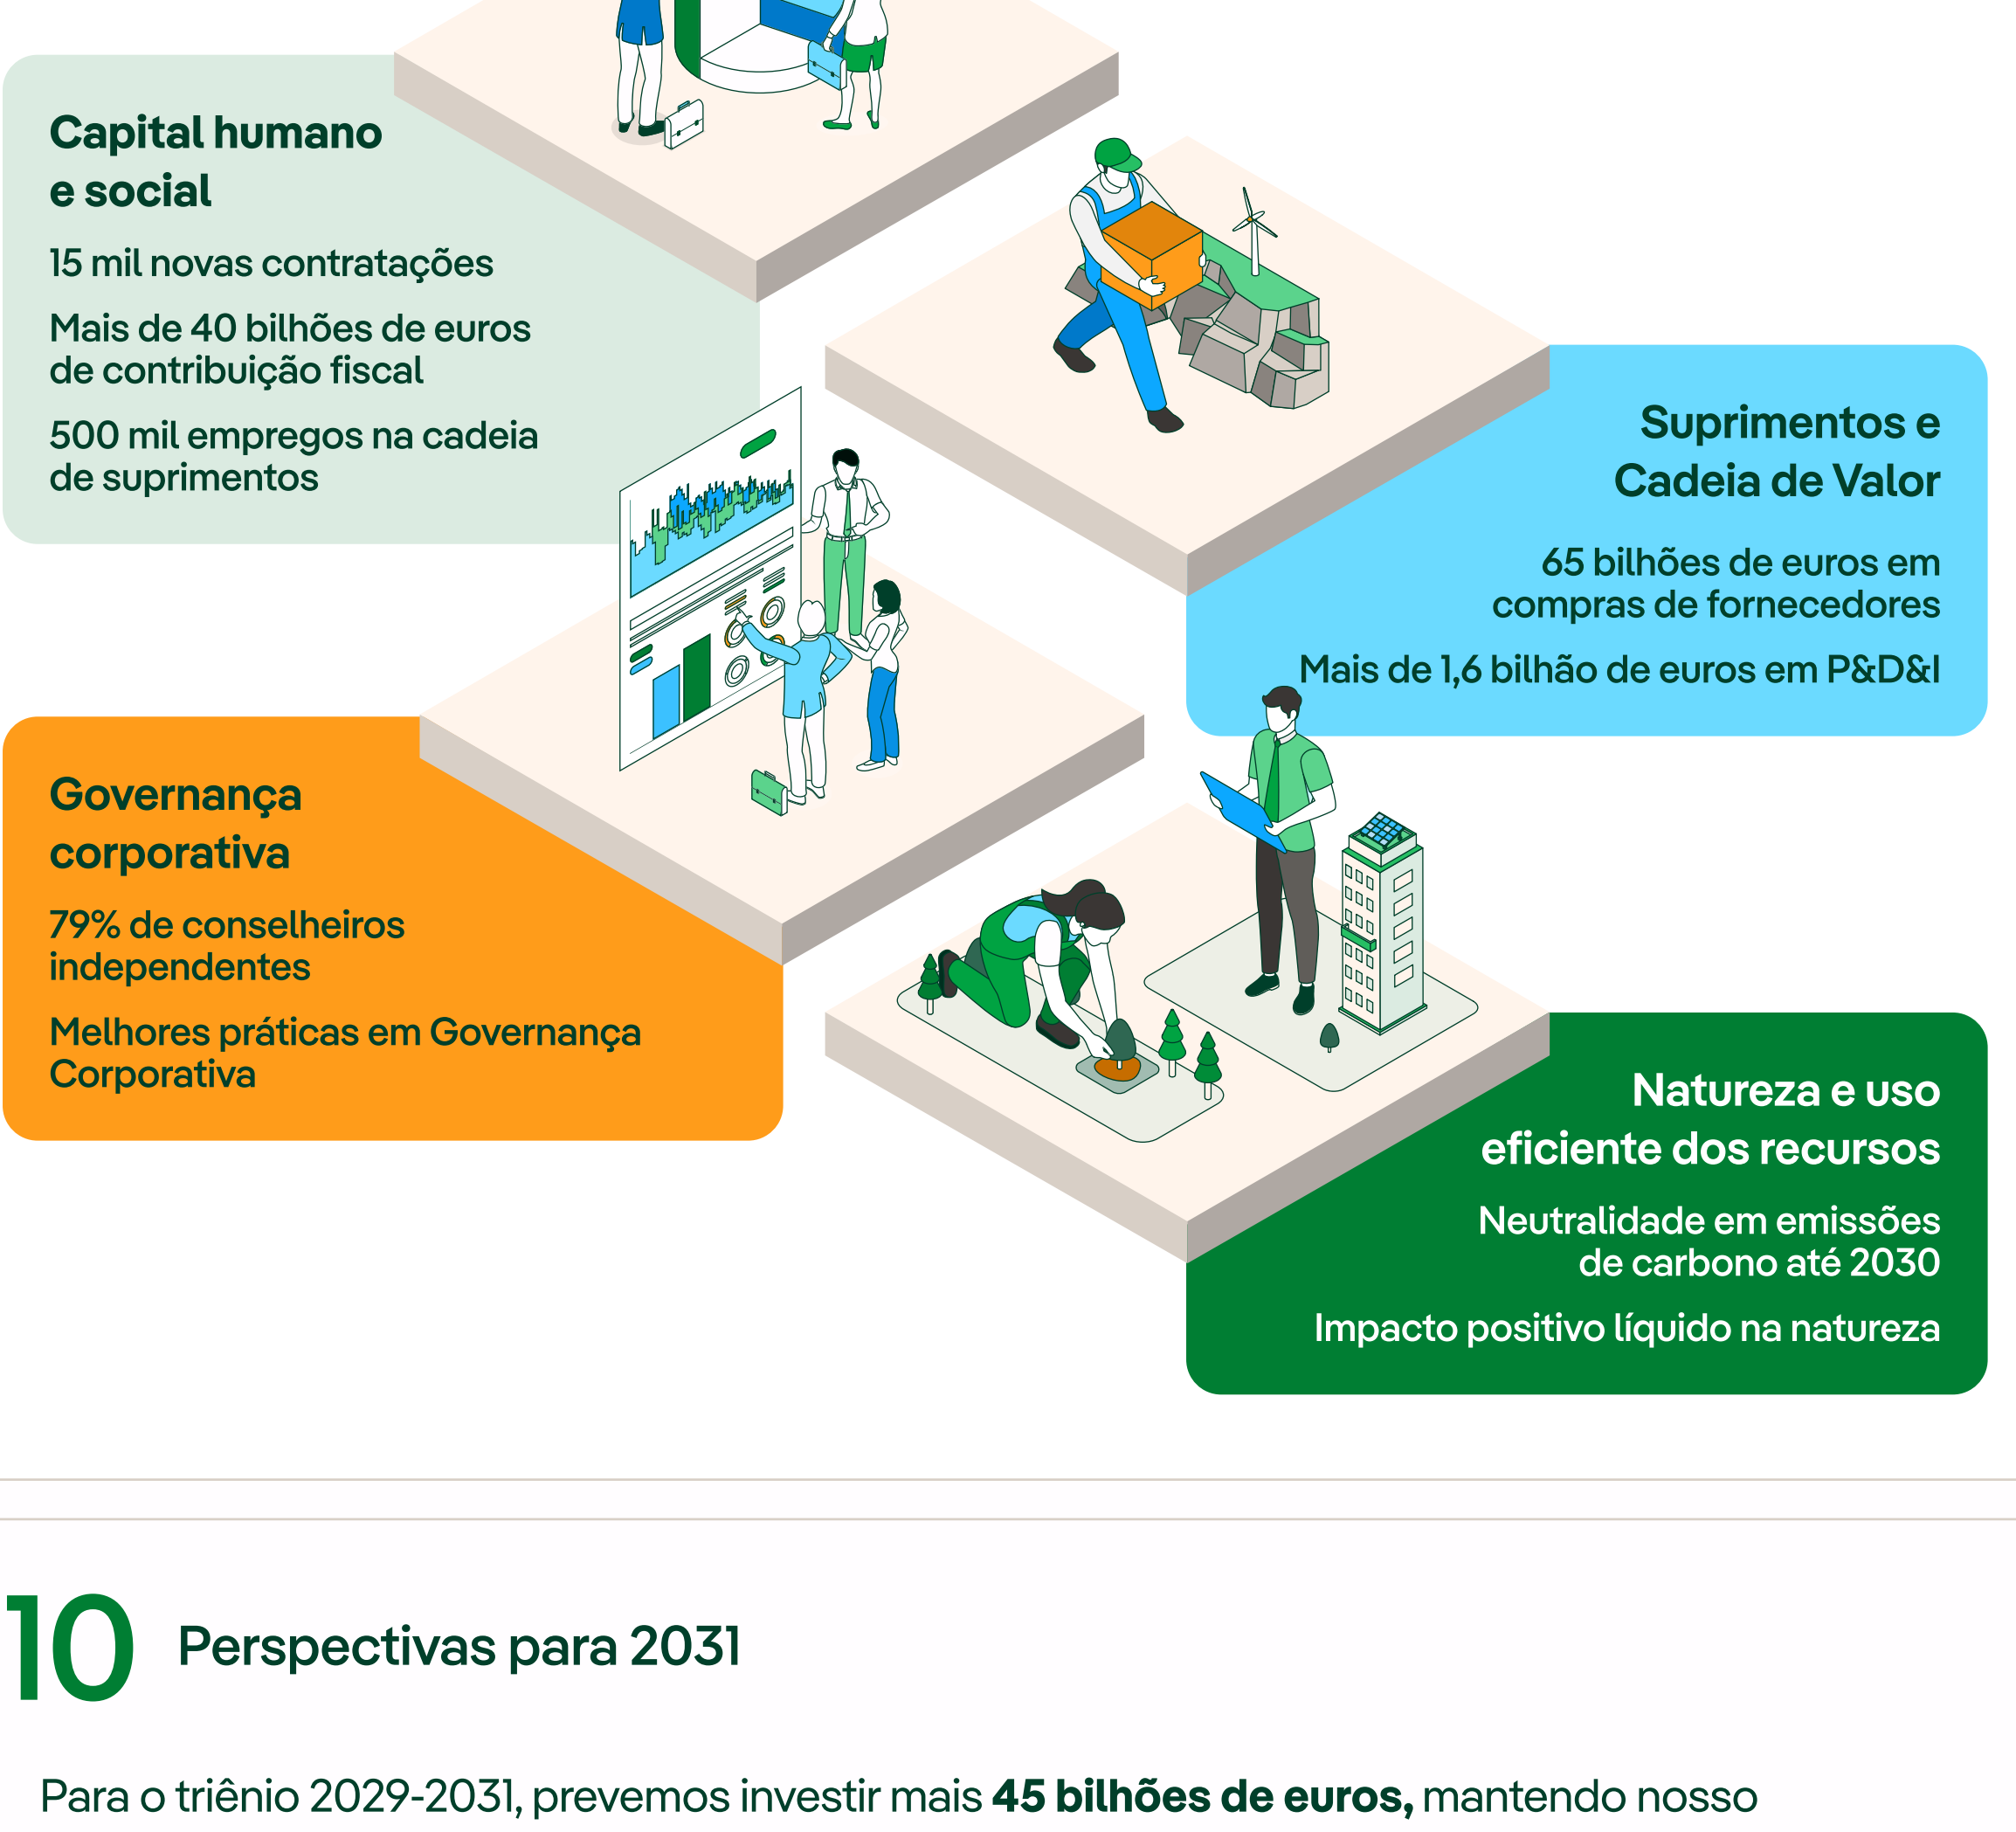 Capital humano
e social
15 mil novas contratações
Mais de 40 bilhões de euros
de contribuição fiscal
500 mil empregos na cadeia
de suprimentos
Suprimentos e
Cadeia de Valor
65 bilhões de euros em
compras de fornecedores
Mais de 1,6 bilhão de euros em P&D&I
Governança
corporativa
79% de conselheiros
independentes
Melhores práticas em Governança
Corporativa
Natureza e uso
eficiente dos recursos
Neutralidade em emissões
de carbono até 2030
Impacto positivo líquido na natureza
10 Perspectivas para 2031
Para o triênio 2029-2031, prevemos investir mais 45 bilhões de euros, mantendo nosso